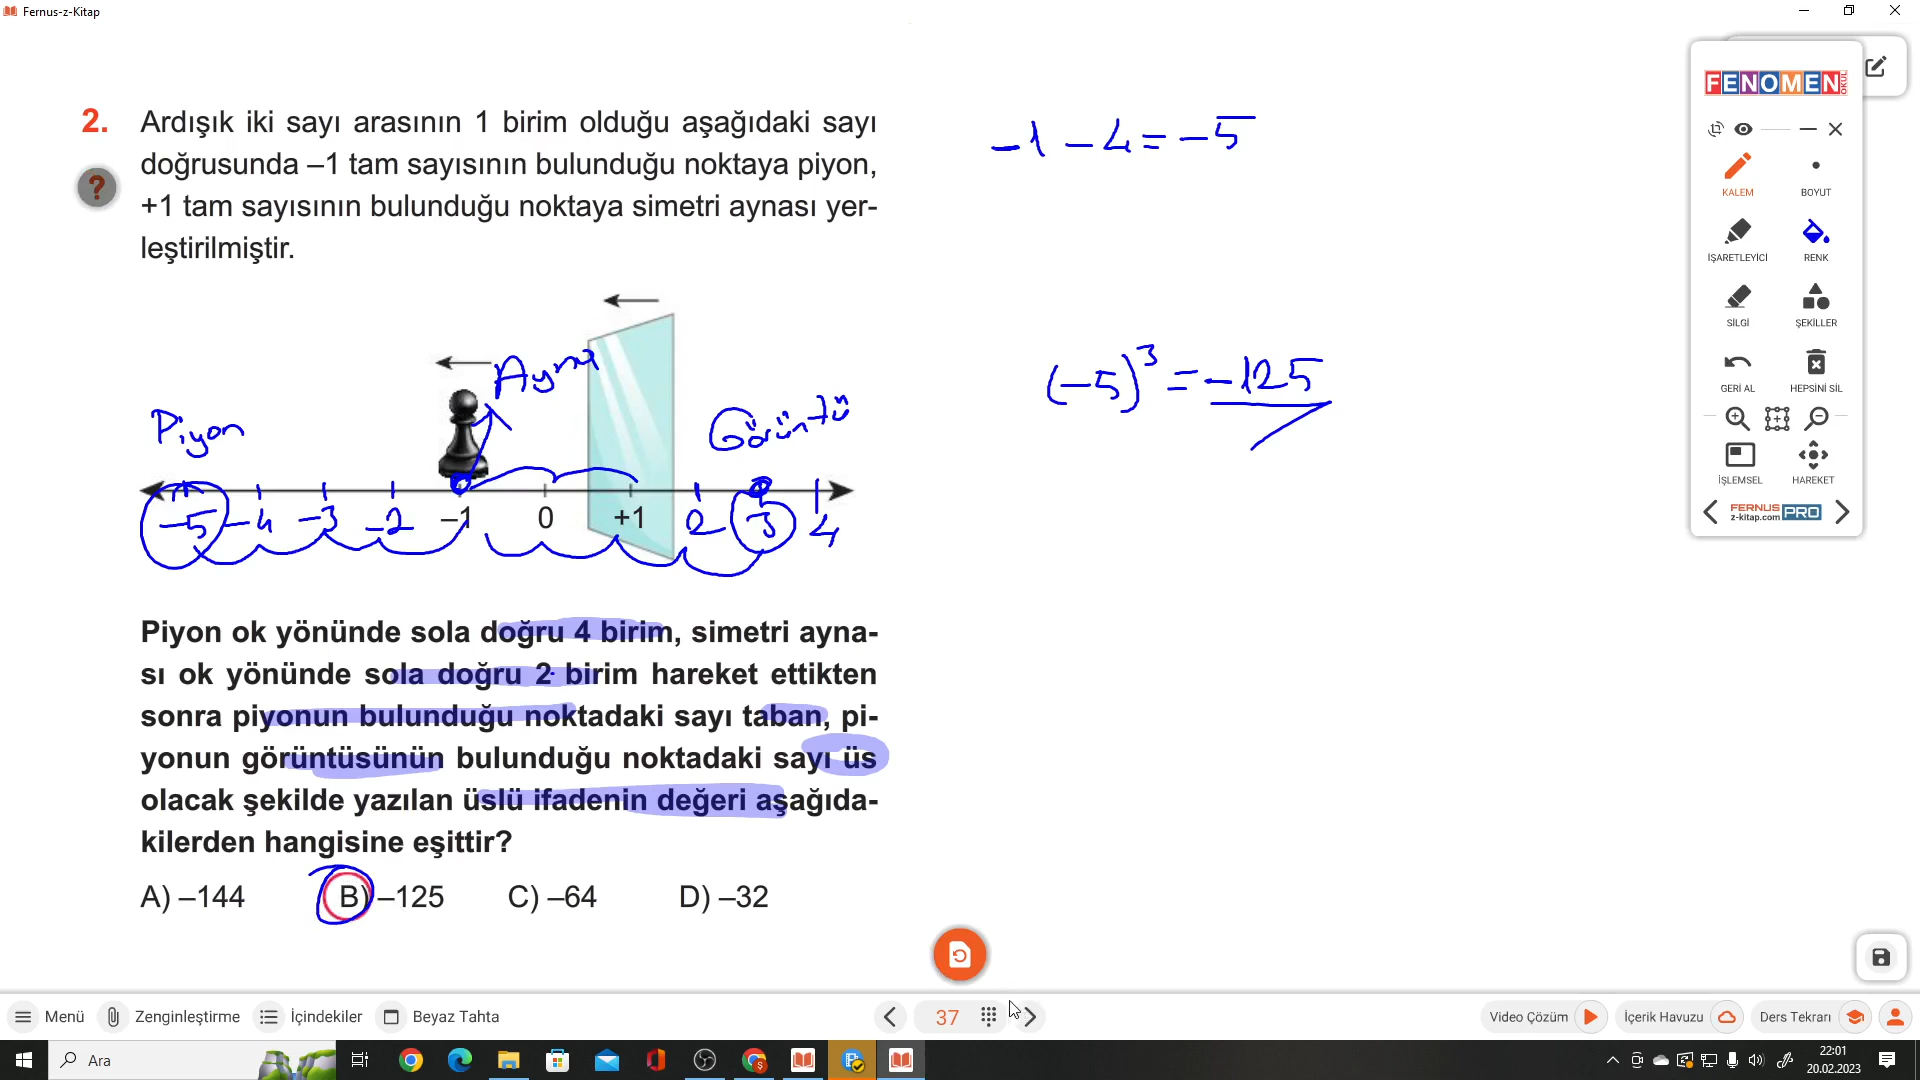 Fernus-z-Kitap
2. Ardışık iki sayı arasının 1 birim olduğu aşağıdaki sayı
doğrusunda –1 tam sayısının bulunduğu noktaya piyon,
+1 tam sayısının bulunduğu noktaya simetri aynası yer-
leştirilmiştir.
?
-1 - 4 = -5
(-5)³ = -125
Ayna
Piyon
Görüntü
-5 -4 -3 -2 –1 0 +1 2 3 4
Piyon ok yönünde sola doğru 4 birim, simetri ayna-
sı ok yönünde sola doğru 2 birim hareket ettikten
sonra piyonun bulunduğu noktadaki sayı taban, pi-
yonun görüntüsünün bulunduğu noktadaki sayı üs
olacak şekilde yazılan üslü ifadenin değeri aşağıda-
kilerden hangisine eşittir?
A) –144 B) –125 C) –64 D) –32
FENOMEN OKUL
KALEM BOYUT
İŞARETLEYİCİ RENK
SİLGİ ŞEKİLLER
GERİ AL HEPSİNİ SİL
İŞLEMSEL HAREKET
FERNUS z-kitap.com PRO
Menü Zenginleştirme İçindekiler Beyaz Tahta 37 Video Çözüm İçerik Havuzu Ders Tekrarı
Ara
22:01
20.02.2023